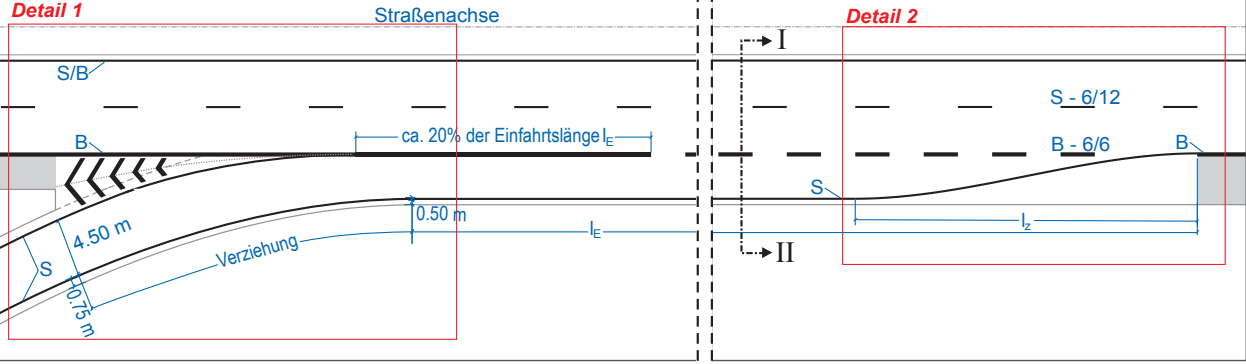 Detail 1
Straßenachse
Detail 2
I
S/B
S - 6/12
B
ca. 20% der Einfahrtslänge lE
B - 6/6
B
S
4.50 m
0.50 m
lE
lz
Verziehung
II
S
0.75 m